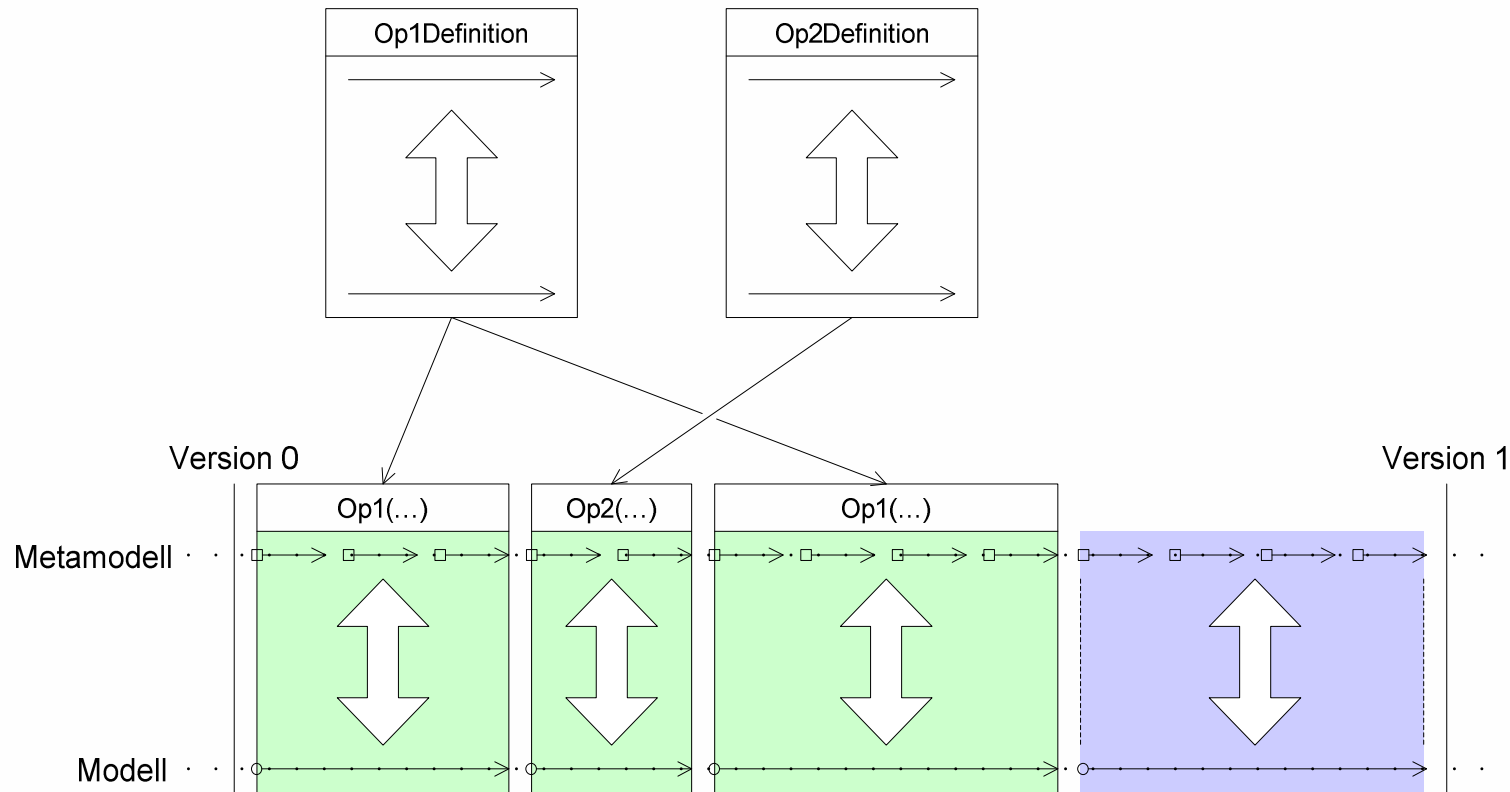 Op1Definition
Op2Definition
Version 0
Version 1
Op1(…)
Op2(…)
Op1(…)
Metamodell
Modell